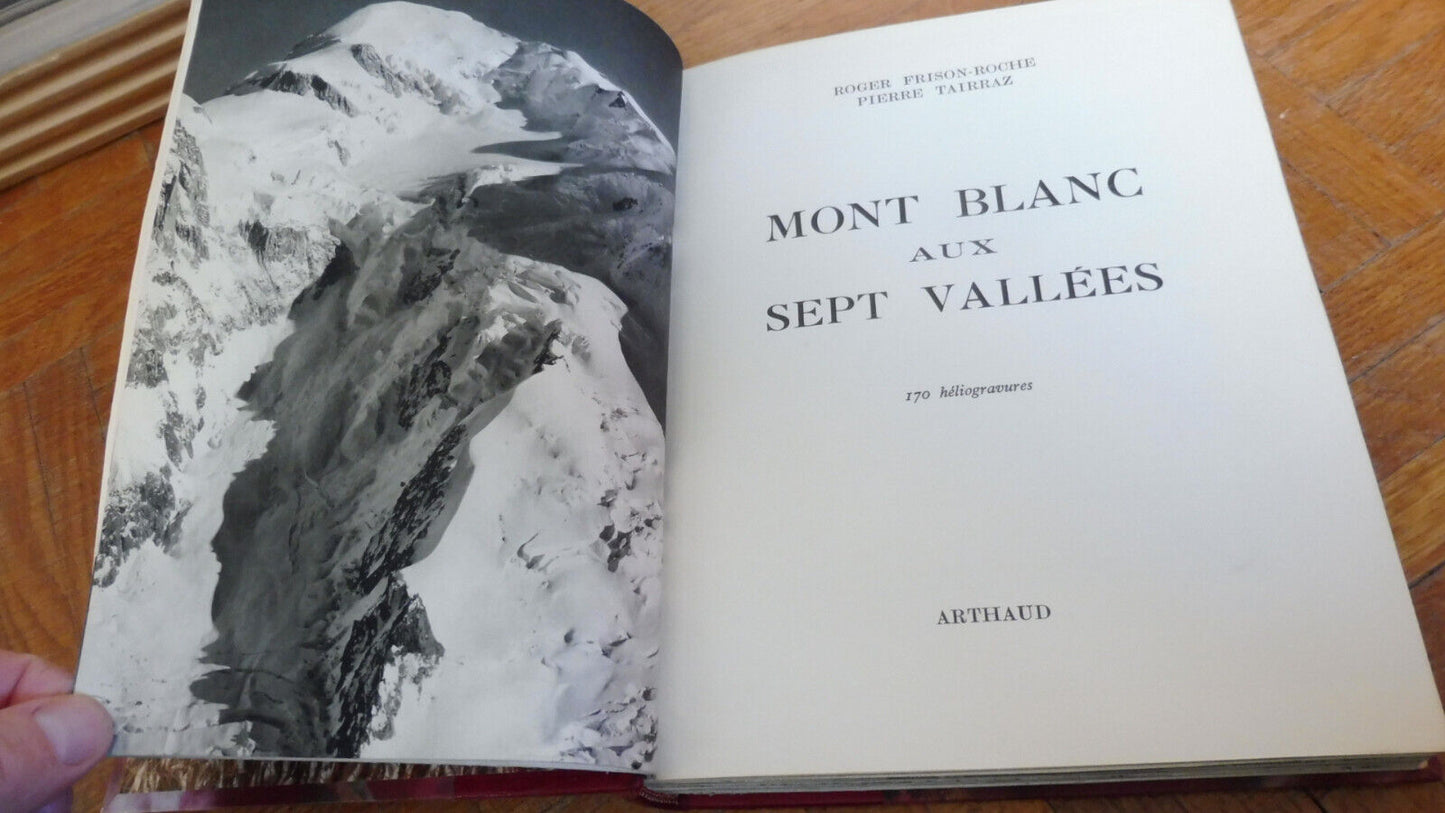 ROGER FRISON-ROCHE
PIERRE TAIRRAZ
MONT BLANC
AUX
SEPT VALLÉES
170 héliogravures
ARTHAUD